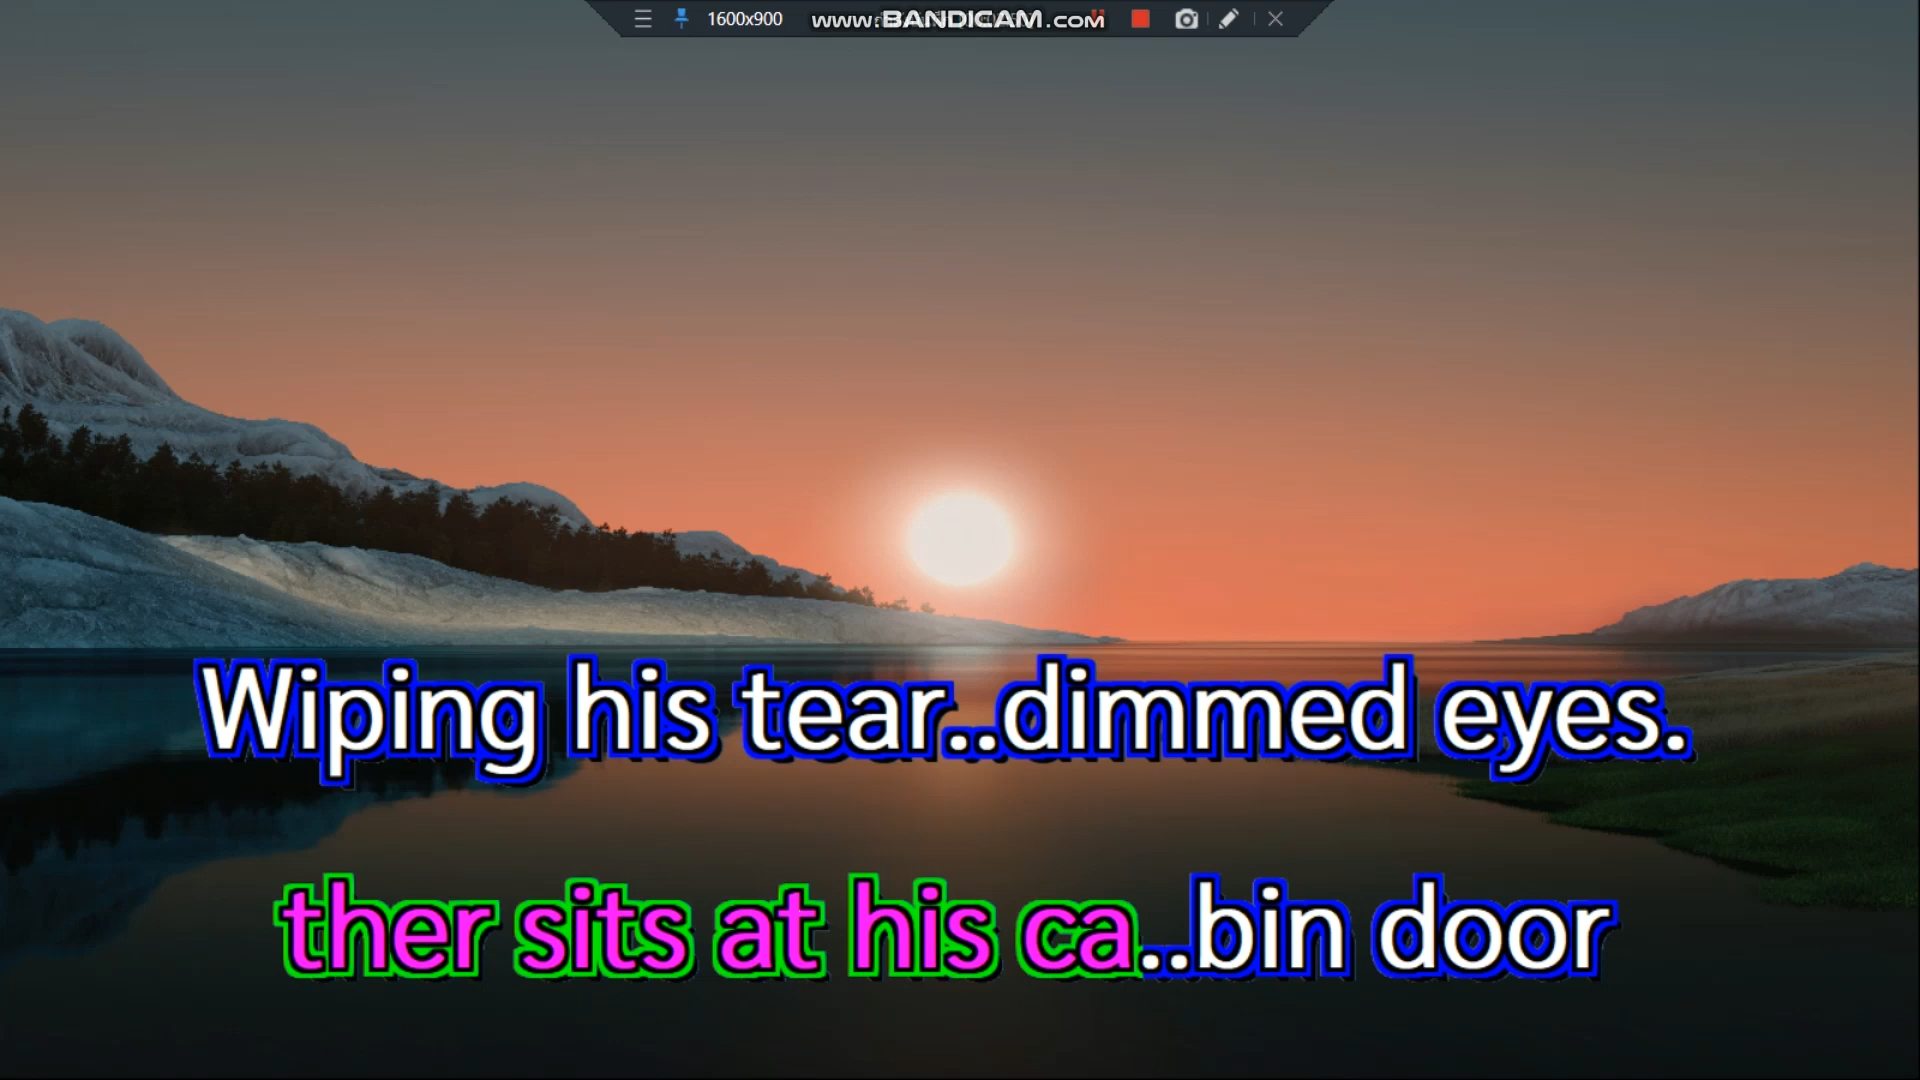 1600x900
www.BANDICAM.com
Wiping his tear..dimmed eyes.
ther sits at his ca..bin door